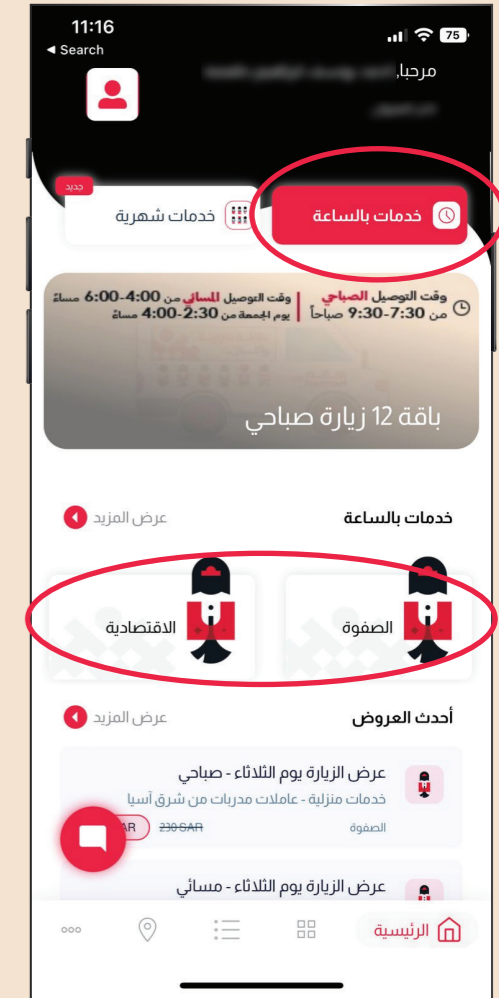 11:16
75
◄ Search
مرحبا,
جديد
خدمات بالساعة
خدمات شهرية
وقت التوصيل الصباحي
من 7:30-9:30 صباحاً
وقت التوصيل المسائي من 4:00-6:00 مساءً
يوم الجمعة من 2:30-4:00 مساءً
باقة 12 زيارة صباحي
خدمات بالساعة
عرض المزيد
الصفوة
الاقتصادية
أحدث العروض
عرض المزيد
عرض الزيارة يوم الثلاثاء - صباحي
خدمات منزلية - عاملات مدربات من شرق آسيا
الصفوة
230 SAR
AR
عرض الزيارة يوم الثلاثاء - مسائي
الرئيسية